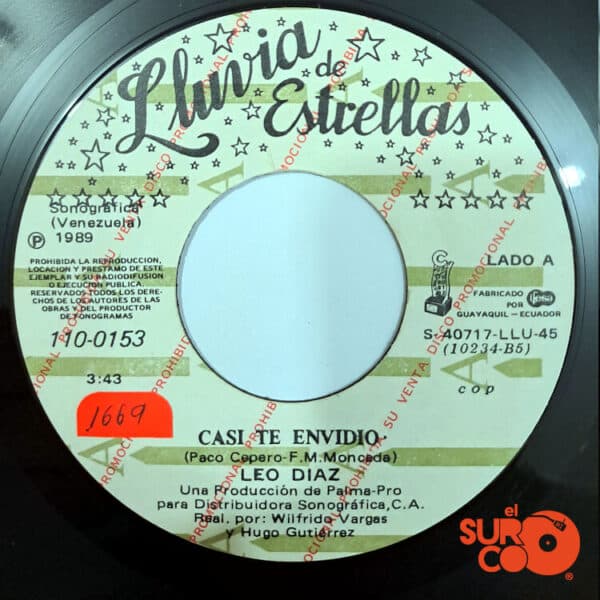 Lluvia de
Estrellas
Sonográfica
(Venezuela)
℗ 1989
PROHIBIDA LA REPRODUCCION,
LOCACION Y PRESTAMO DE ESTE
EJEMPLAR Y SU RADIODIFUSION
O EJECUCION PUBLICA.
RESERVADOS TODOS LOS DERE-
CHOS DE LOS AUTORES DE LAS
OBRAS Y DEL PRODUCTOR
DE FONOGRAMAS
110-0153
3:43
1669
LADO A
FABRICADO
POR
GUAYAQUIL - ECUADOR
S-40717-LLU-45
(10234-B5)
cop
PROHIBIDA SU VENTA DISCO PROMOCIONAL
CASI TE ENVIDIO
(Paco Cepero-F.M. Moncada)
LEO DIAZ
Una Producción de Palma-Pro
para Distribuidora Sonográfica, C.A.
Real. por: Wilfrido Vargas
y Hugo Gutiérrez
el
SURCO
®